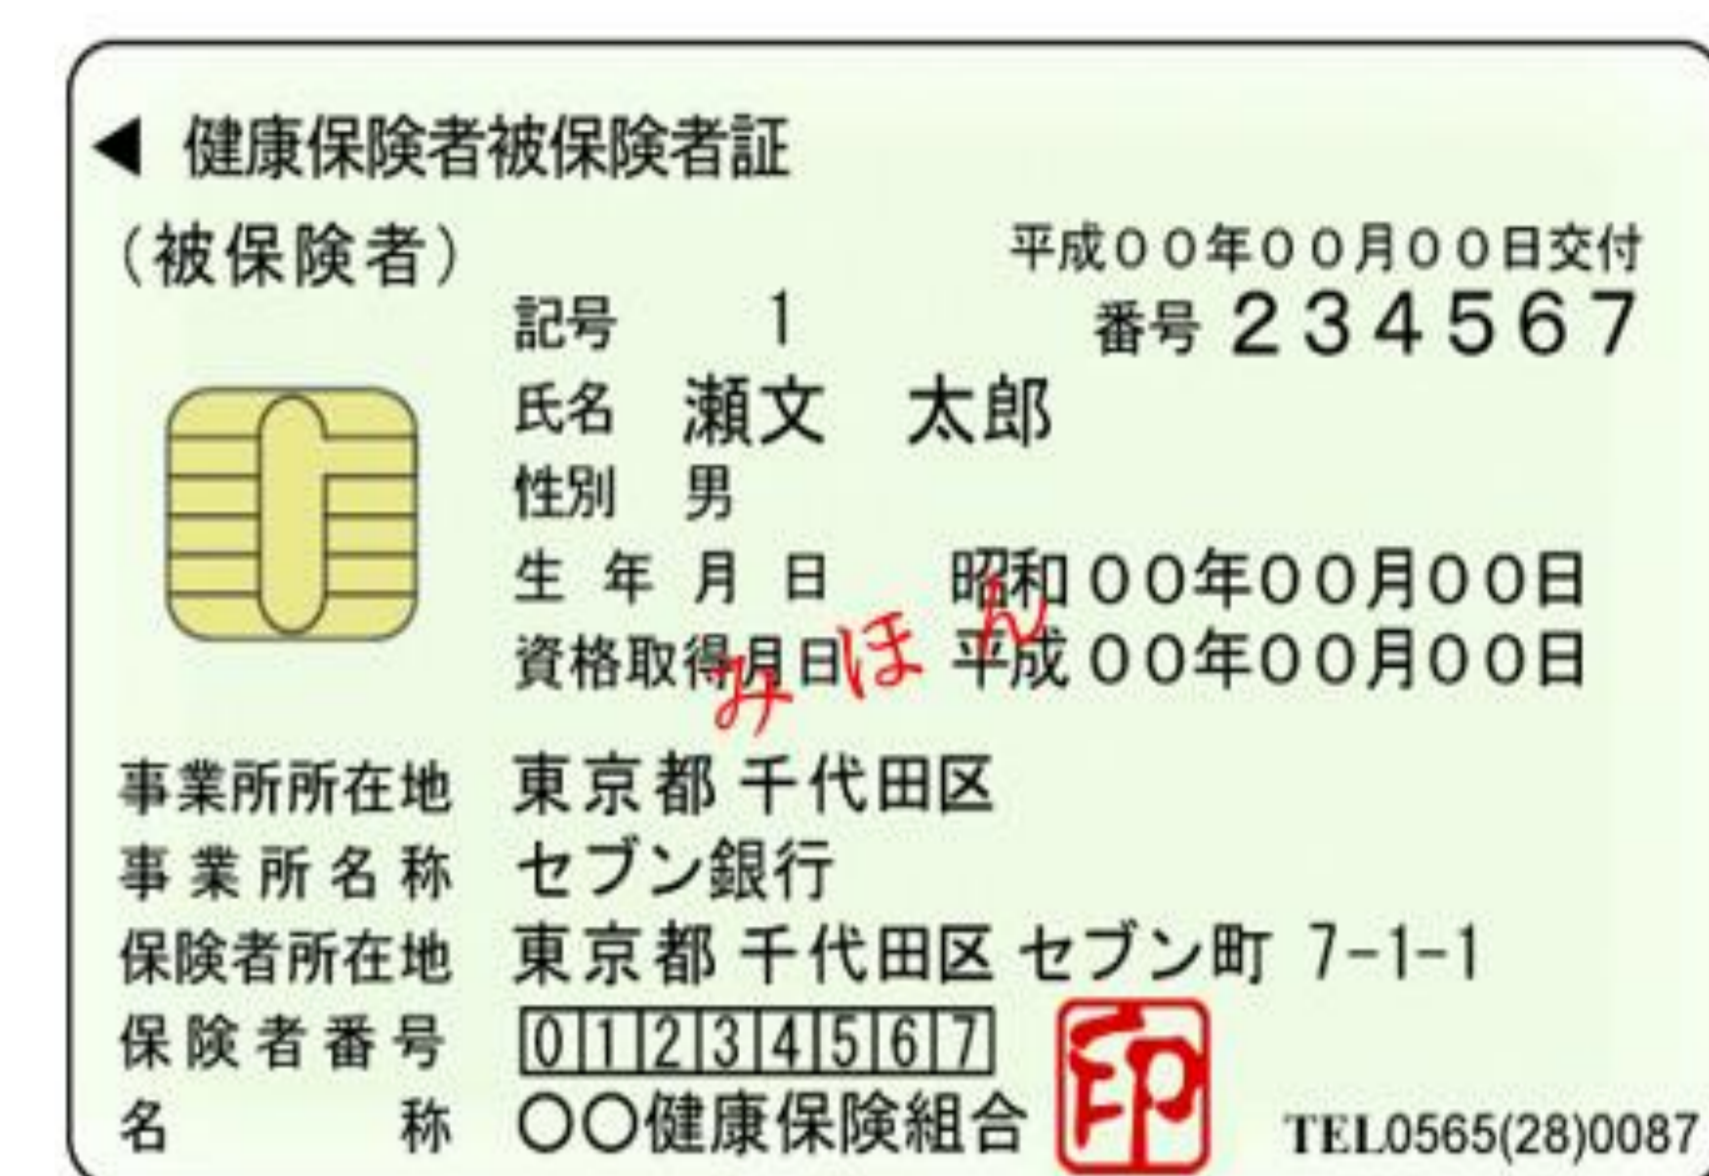 ◀ 健康保険者被保険者証
(被保険者)
平成00年00月00日交付
記号 1 番号 234567
氏名 瀬文 太郎
性別 男
生年月日 昭和00年00月00日
資格取得月日 平成00年00月00日
みほん
事業所所在地 東京都 千代田区
事業所名称 セブン銀行
保険者所在地 東京都 千代田区 セブン町 7-1-1
保険者番号 01234567
名称 〇〇健康保険組合 印
TEL0565(28)0087